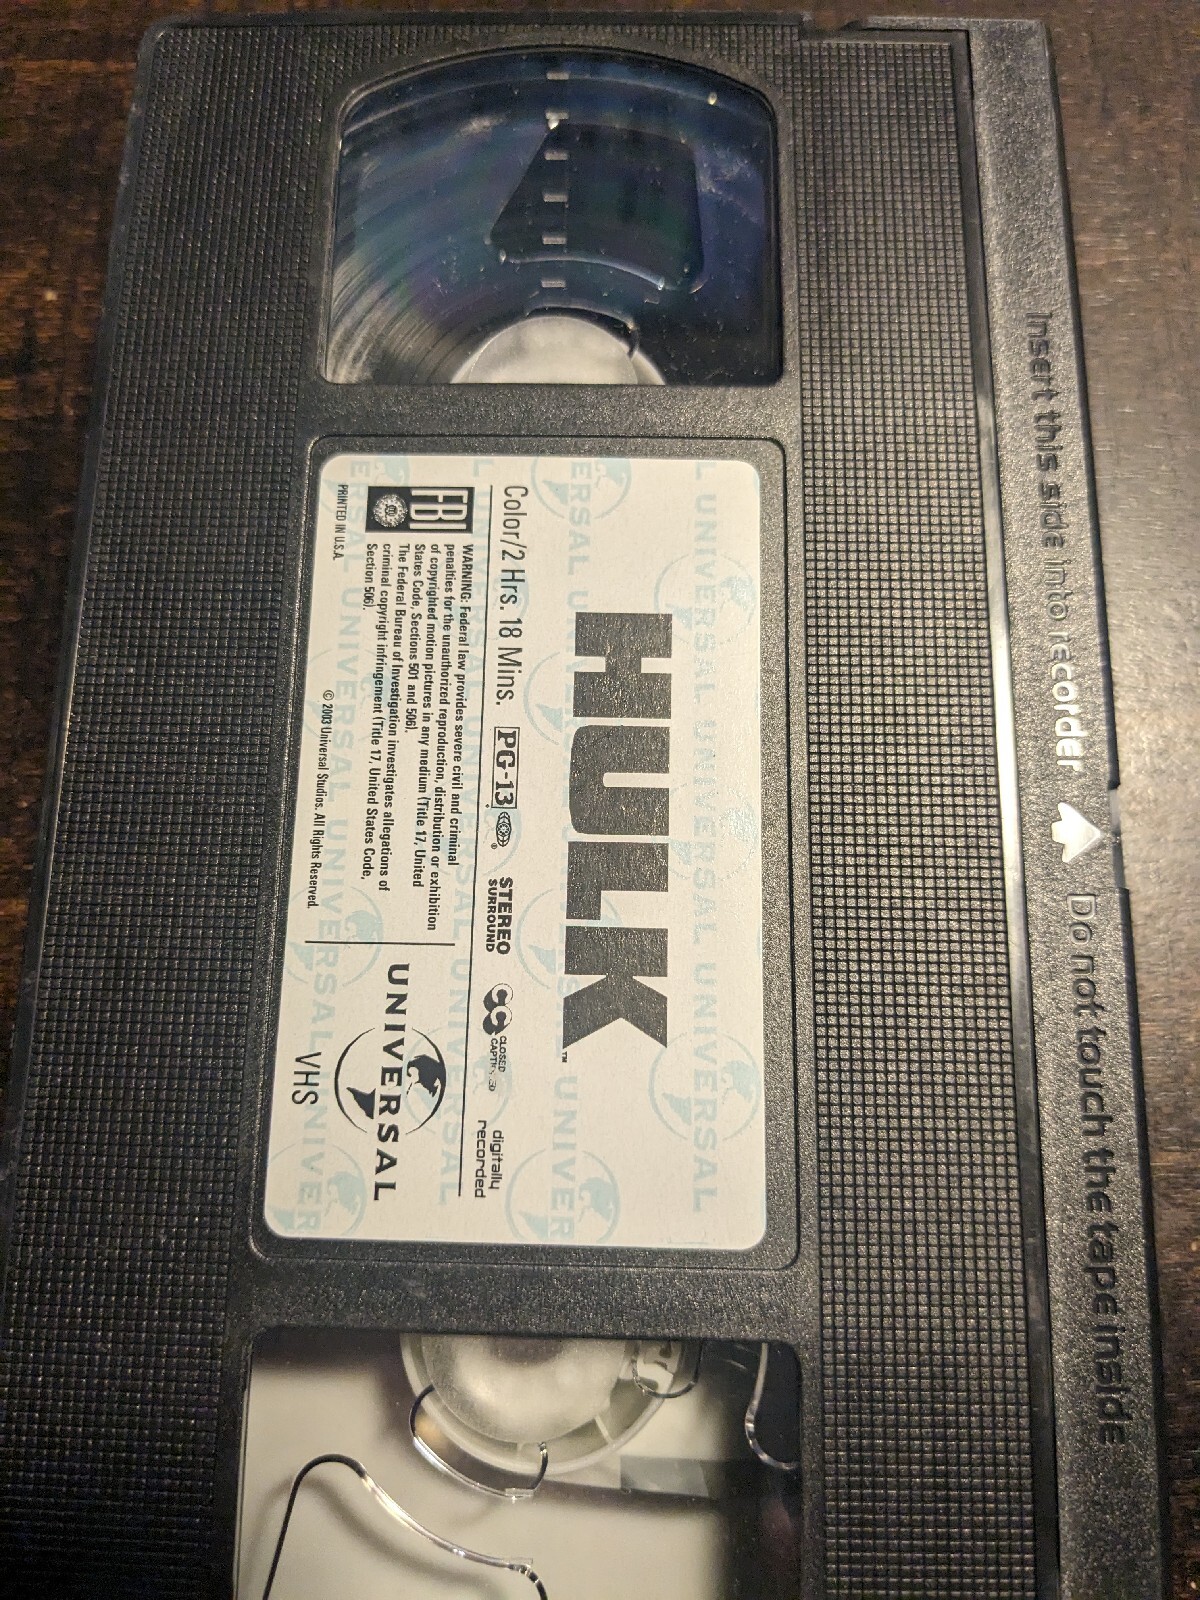 Insert this side into recorder Do not touch the tape inside
HULK™
Color/2 Hrs. 18 Mins. PG-13 ® STEREO SURROUND CC CLOSED CAPTIONED digitally recorded
FBI
WARNING: Federal law provides severe civil and criminal
penalties for the unauthorized reproduction, distribution or exhibition
of copyrighted motion pictures in any medium (Title 17, United
States Code, Sections 501 and 506).
The Federal Bureau of Investigation investigates allegations of
criminal copyright infringement (Title 17, United States Code,
Section 506).
PRINTED IN U.S.A.
© 2003 Universal Studios. All Rights Reserved.
UNIVERSAL
VHS